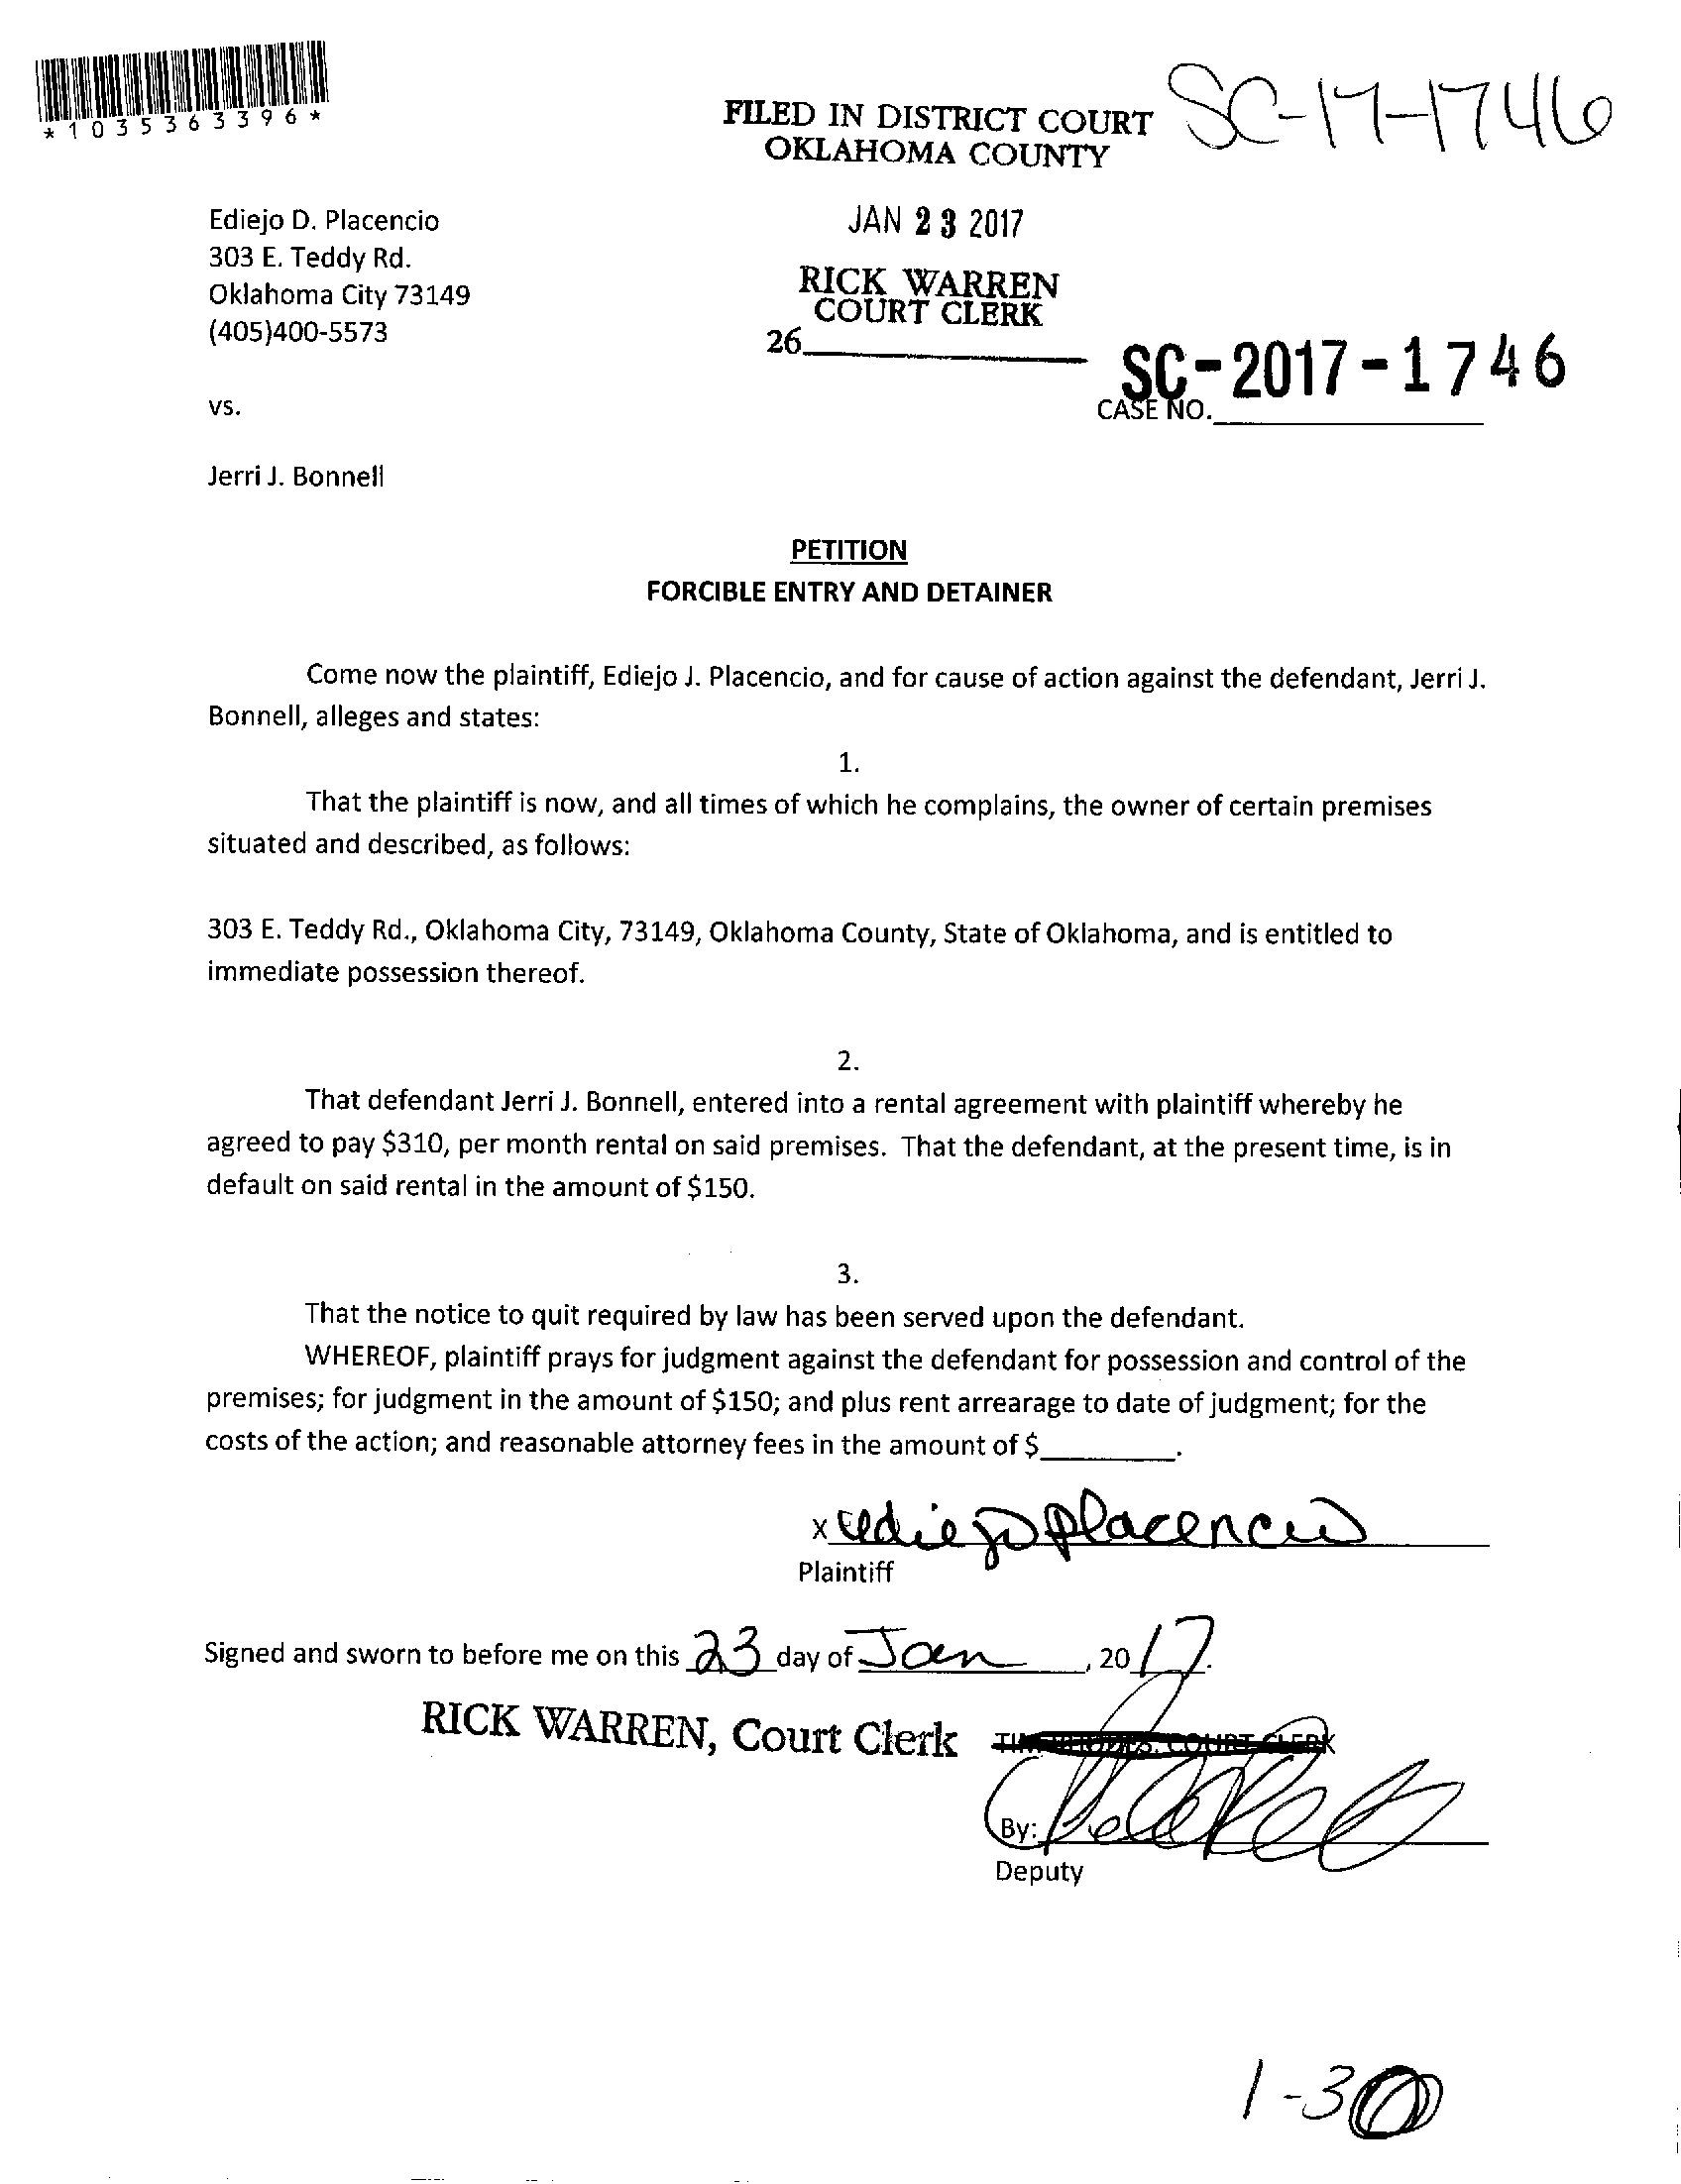 *1035363396*
SC-17-1746
FILED IN DISTRICT COURT
OKLAHOMA COUNTY
JAN 23 2017
RICK WARREN
COURT CLERK
26
Ediejo D. Placencio
303 E. Teddy Rd.
Oklahoma City 73149
(405)400-5573
vs.
SC-2017-1746
CASE NO.
Jerri J. Bonnell
PETITION
FORCIBLE ENTRY AND DETAINER
Come now the plaintiff, Ediejo J. Placencio, and for cause of action against the defendant, Jerri J.
Bonnell, alleges and states:
1.
That the plaintiff is now, and all times of which he complains, the owner of certain premises
situated and described, as follows:
303 E. Teddy Rd., Oklahoma City, 73149, Oklahoma County, State of Oklahoma, and is entitled to
immediate possession thereof.
2.
That defendant Jerri J. Bonnell, entered into a rental agreement with plaintiff whereby he
agreed to pay $310, per month rental on said premises. That the defendant, at the present time, is in
default on said rental in the amount of $150.
3.
That the notice to quit required by law has been served upon the defendant.
WHEREOF, plaintiff prays for judgment against the defendant for possession and control of the
premises; for judgment in the amount of $150; and plus rent arrearage to date of judgment; for the
costs of the action; and reasonable attorney fees in the amount of $________.
x ediejo placencio
Plaintiff
Signed and sworn to before me on this 23 day of Jan, 2017.
RICK WARREN, Court Clerk COURT CLERK
By:
Deputy
1-30